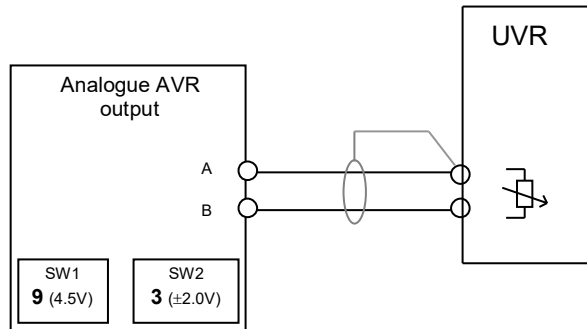 UVR
Analogue AVR
output
A
B
SW1
9 (4.5V)
SW2
3 (±2.0V)